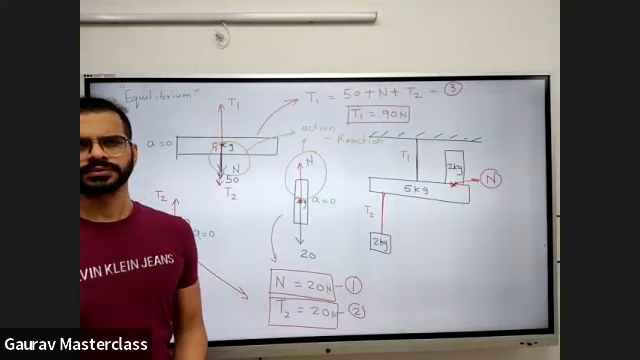 "Equilibrium"
T1
T1 = 50 + N + T2 - 3
T1 = 90N
action
- Reaction
a=0
5kg
N
50
T2
N
a=0
20
T1
2kg
5kg
N
T2
2kg
T2
a=0
N = 20N - 1
T2 = 20N - 2
VIN KLEIN JEANS
Gaurav Masterclass